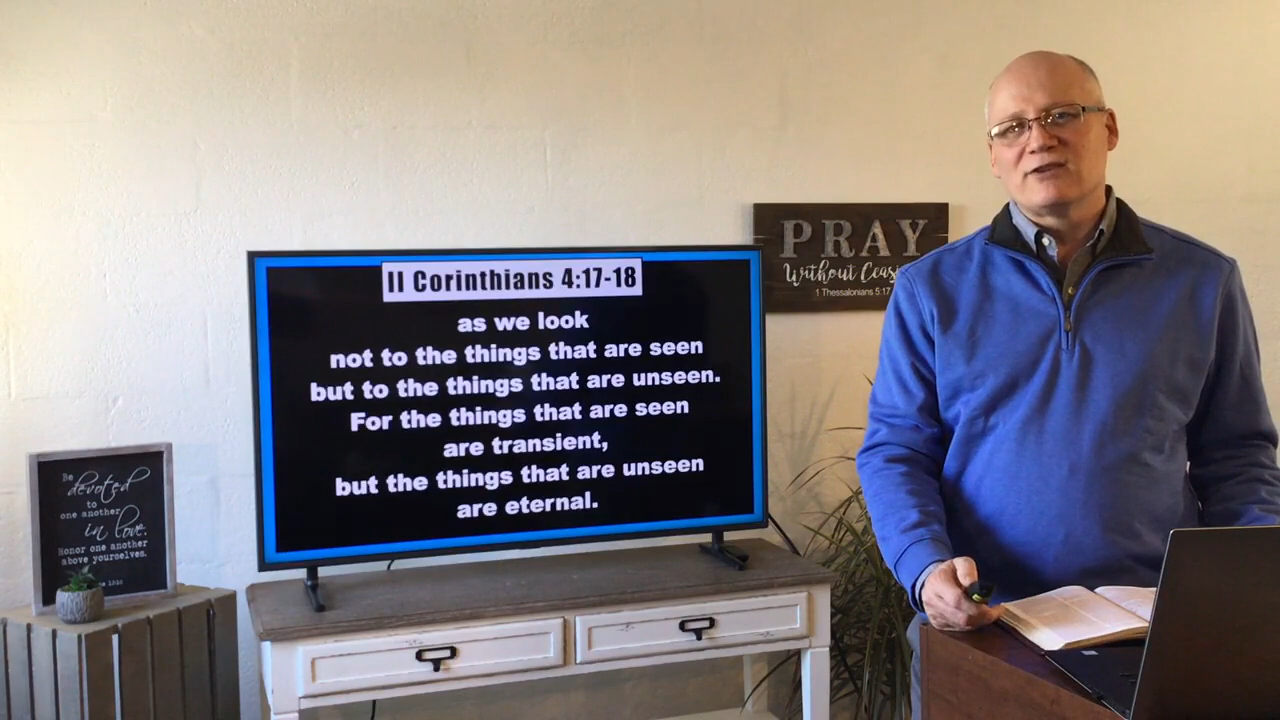 II Corinthians 4:17-18
as we look
not to the things that are seen
but to the things that are unseen.
For the things that are seen
are transient,
but the things that are unseen
are eternal.
PRAY
Without
1 Thessalonians 5:17
Be
devoted
to
one another
in love.
Honor one another
above yourselves.